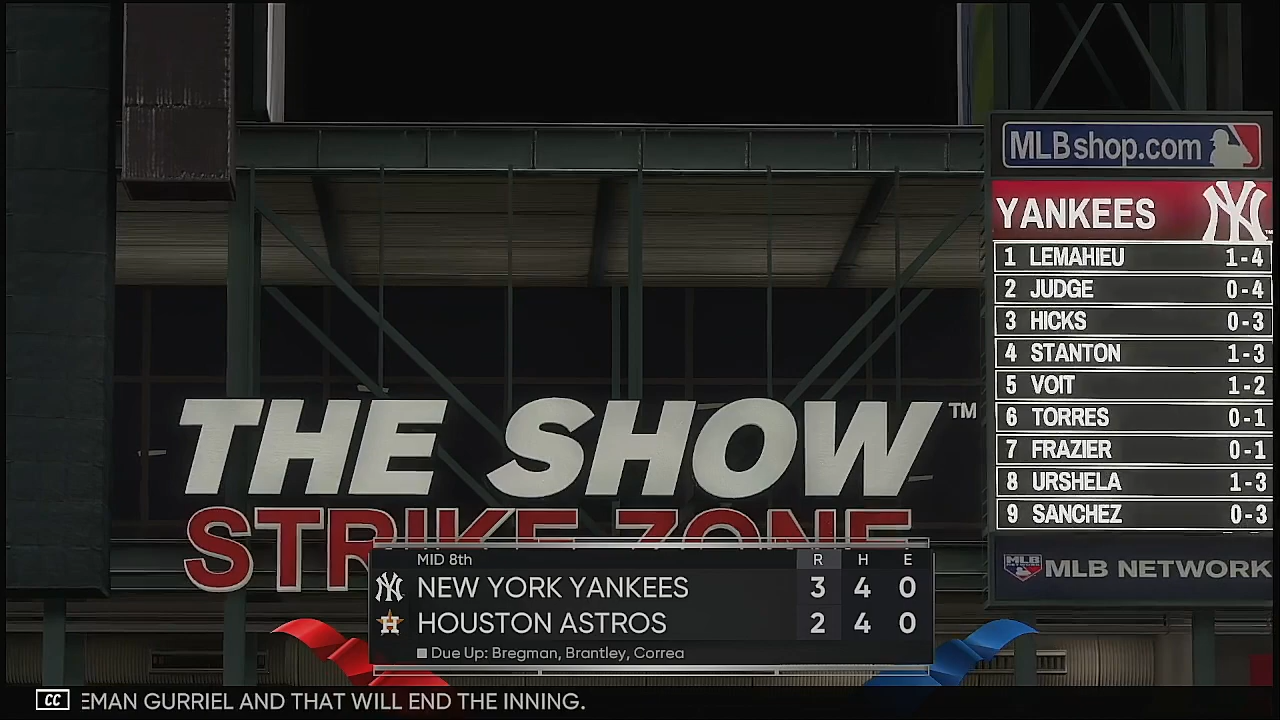 MLBshop.com
YANKEES NY
1 LEMAHIEU 1-4
2 JUDGE 0-4
3 HICKS 0-3
4 STANTON 1-3
5 VOIT 1-2
6 TORRES 0-1
7 FRAZIER 0-1
8 URSHELA 1-3
9 SANCHEZ 0-3
MLB NETWORK
THE SHOW™
STRIKE ZONE
MID 8th R H E
NEW YORK YANKEES 3 4 0
HOUSTON ASTROS 2 4 0
Due Up: Bregman, Brantley, Correa
CC EMAN GURRIEL AND THAT WILL END THE INNING.